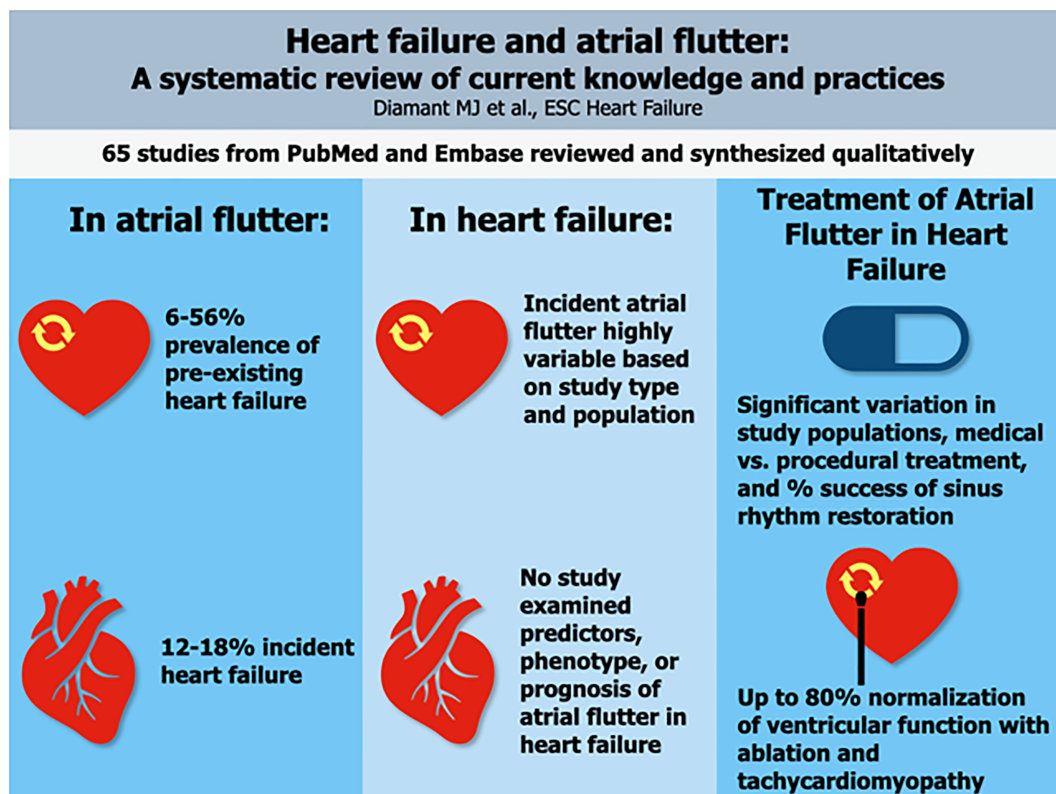 Heart failure and atrial flutter:
A systematic review of current knowledge and practices
Diamant MJ et al., ESC Heart Failure
65 studies from PubMed and Embase reviewed and synthesized qualitatively
In atrial flutter:
6-56%
prevalence of
pre-existing
heart failure
12-18% incident
heart failure
In heart failure:
Incident atrial
flutter highly
variable based
on study type
and population
No study
examined
predictors,
phenotype, or
prognosis of
atrial flutter in
heart failure
Treatment of Atrial
Flutter in Heart
Failure
Significant variation in
study populations, medical
vs. procedural treatment,
and % success of sinus
rhythm restoration
Up to 80% normalization
of ventricular function with
ablation and
tachycardiomyopathy